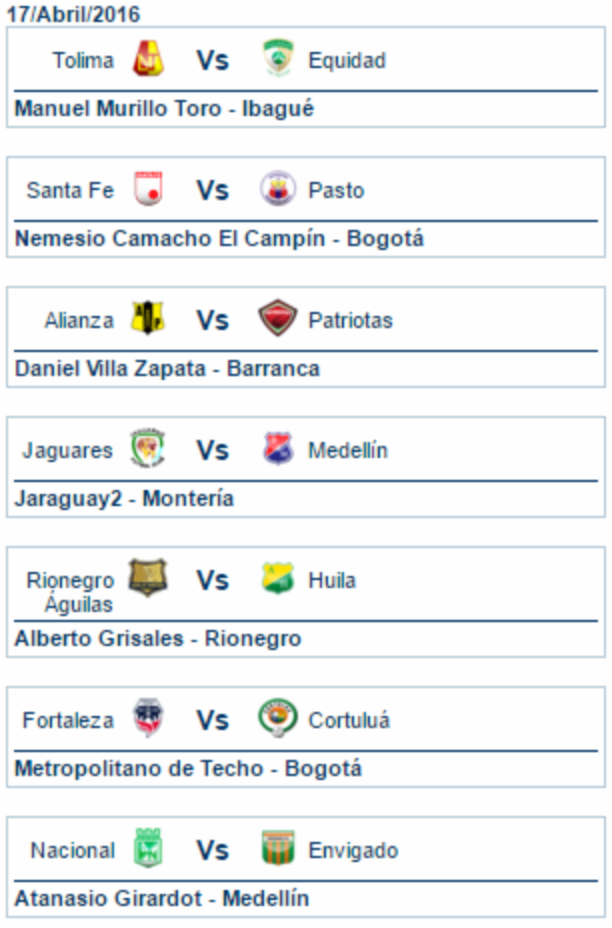 17/Abril/2016
Tolima Vs Equidad
Manuel Murillo Toro - Ibagué
Santa Fe Vs Pasto
Nemesio Camacho El Campín - Bogotá
Alianza Vs Patriotas
Daniel Villa Zapata - Barranca
Jaguares Vs Medellín
Jaraguay2 - Montería
Rionegro Vs Huila
Águilas
Alberto Grisales - Rionegro
Fortaleza Vs Cortuluá
Metropolitano de Techo - Bogotá
Nacional Vs Envigado
Atanasio Girardot - Medellín